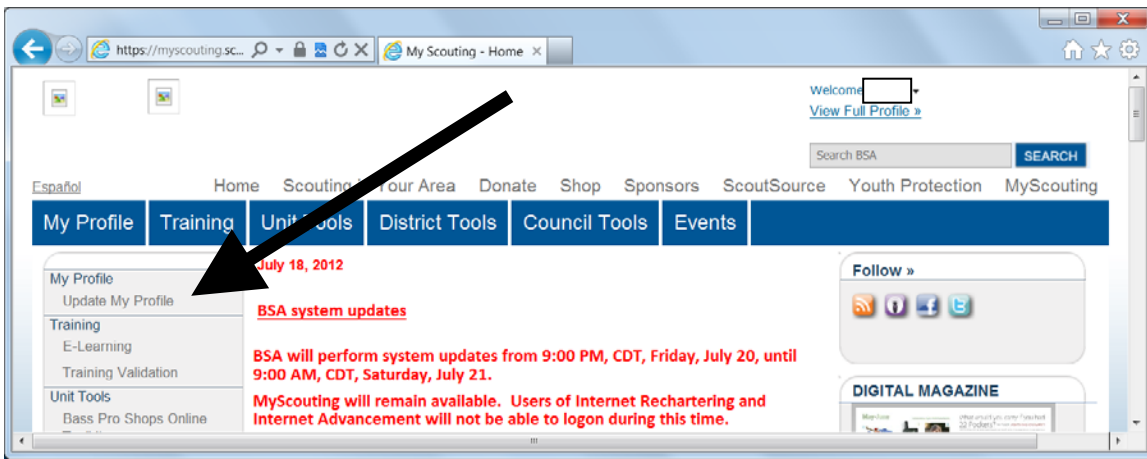 https://myscouting.sc...
My Scouting - Home
Welcome
View Full Profile »
Search BSA
SEARCH
Español
Home Scouting Your Area Donate Shop Sponsors ScoutSource Youth Protection MyScouting
My Profile Training Unit Tools District Tools Council Tools Events
My Profile
Update My Profile
Training
E-Learning
Training Validation
Unit Tools
Bass Pro Shops Online
July 18, 2012
BSA system updates
BSA will perform system updates from 9:00 PM, CDT, Friday, July 20, until
9:00 AM, CDT, Saturday, July 21.
MyScouting will remain available. Users of Internet Rechartering and
Internet Advancement will not be able to logon during this time.
Follow »
DIGITAL MAGAZINE